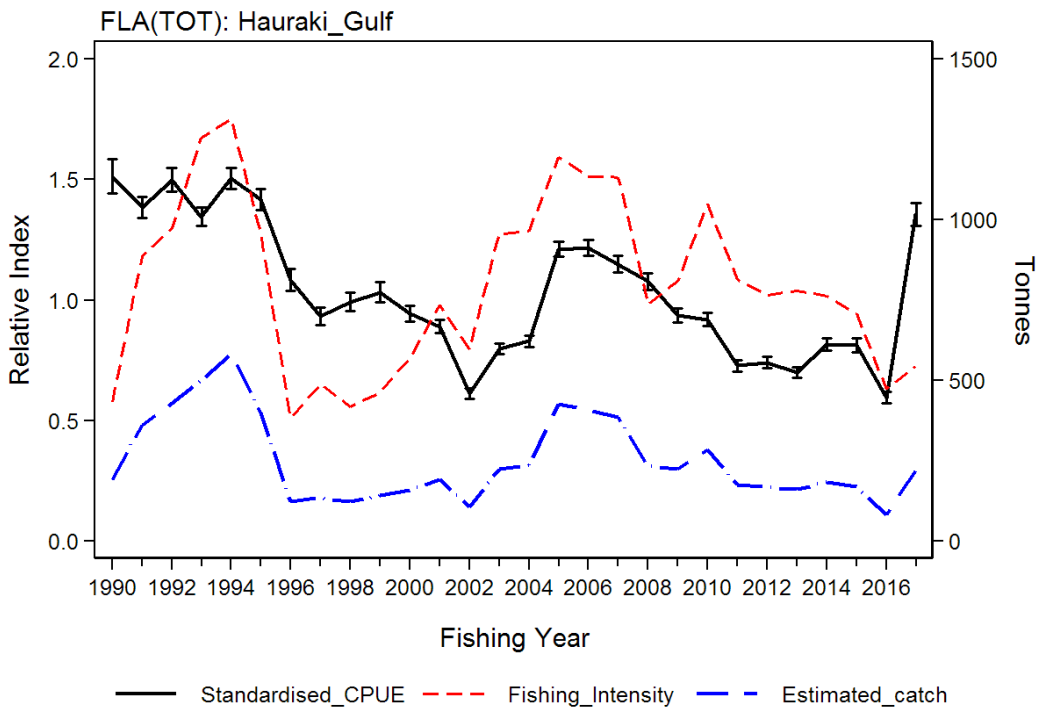 FLA(TOT): Hauraki_Gulf
2.0
1.5
1.0
0.5
0.0
Relative Index
1500
1000
500
0
Tonnes
1990 1992 1994 1996 1998 2000 2002 2004 2006 2008 2010 2012 2014 2016
Fishing Year
Standardised_CPUE Fishing_Intensity Estimated_catch